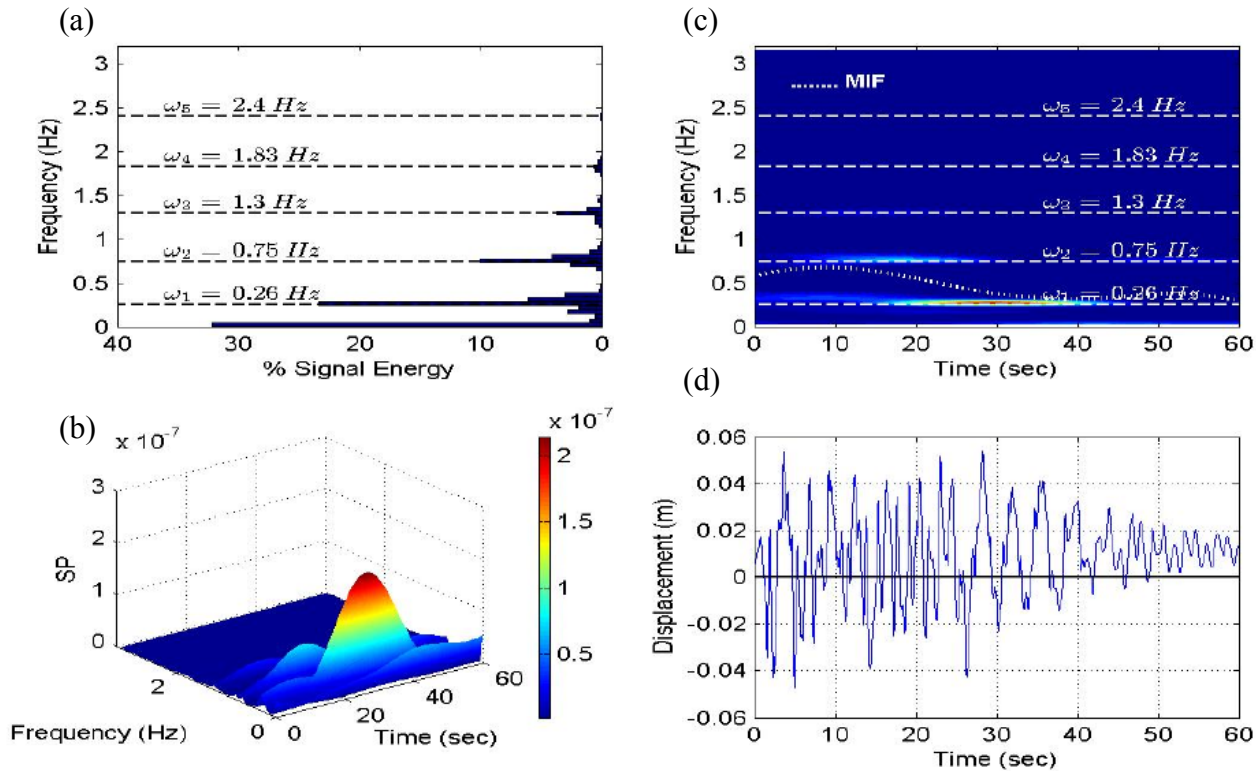 (a)
3
2.5
2
1.5
1
0.5
0
Frequency (Hz)
ω₅ = 2.4 Hz
ω₄ = 1.83 Hz
ω₃ = 1.3 Hz
ω₂ = 0.75 Hz
ω₁ = 0.26 Hz
40 30 20 10 0
% Signal Energy
(c)
3
2.5
2
1.5
1
0.5
0
Frequency (Hz)
MIF
ω₅ = 2.4 Hz
ω₄ = 1.83 Hz
ω₃ = 1.3 Hz
ω₂ = 0.75 Hz
ω₁ = 0.26 Hz
0 10 20 30 40 50 60
Time (sec)
(b)
x 10⁻⁷
3
2
1
0
SP
2
0
Frequency (Hz)
0 20 40 60
Time (sec)
x 10⁻⁷
2
1.5
1
0.5
(d)
0.06
0.04
0.02
0
-0.02
-0.04
-0.06
Displacement (m)
0 10 20 30 40 50 60
Time (sec)